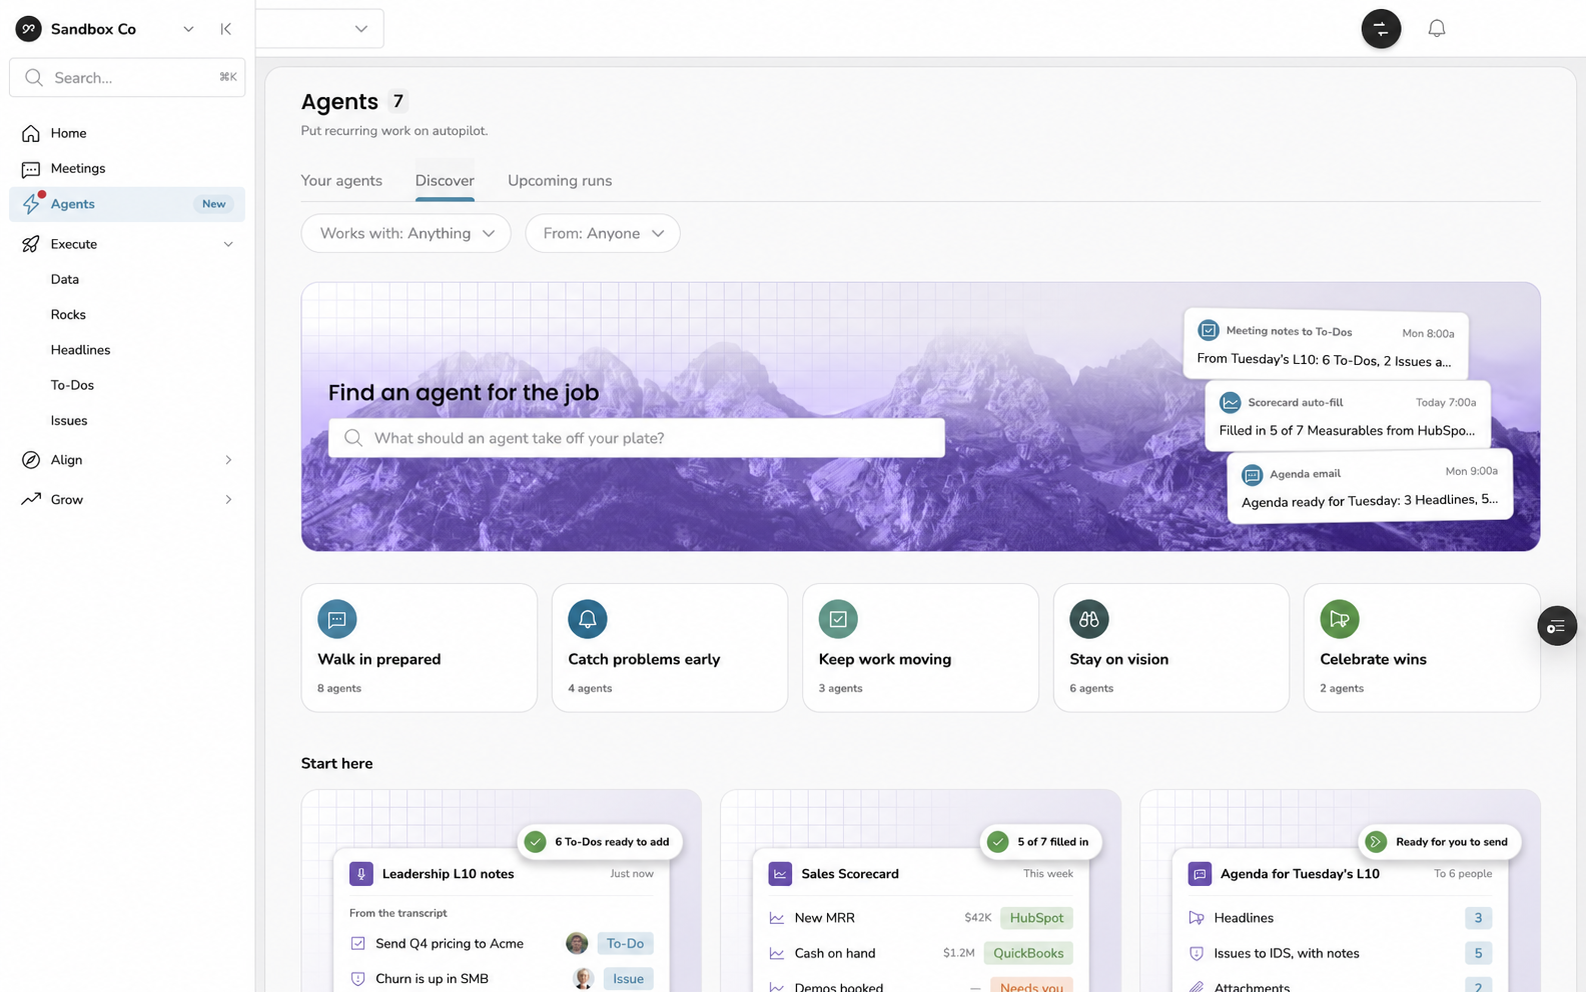 Sandbox Co
Search...
⌘K
Home
Meetings
Agents
New
Execute
Data
Rocks
Headlines
To-Dos
Issues
Align
Grow
Agents 7
Put recurring work on autopilot.
Your agents
Discover
Upcoming runs
Works with: Anything
From: Anyone
Find an agent for the job
What should an agent take off your plate?
Meeting notes to To-Dos
Mon 8:00a
From Tuesday's L10: 6 To-Dos, 2 Issues a...
Scorecard auto-fill
Today 7:00a
Filled in 5 of 7 Measurables from HubSpo...
Agenda email
Mon 9:00a
Agenda ready for Tuesday: 3 Headlines, 5...
Walk in prepared
8 agents
Catch problems early
4 agents
Keep work moving
3 agents
Stay on vision
6 agents
Celebrate wins
2 agents
Start here
6 To-Dos ready to add
Leadership L10 notes
Just now
From the transcript
Send Q4 pricing to Acme
To-Do
Churn is up in SMB
Issue
5 of 7 filled in
Sales Scorecard
This week
New MRR
$42K
HubSpot
Cash on hand
$1.2M
QuickBooks
Demos booked
—
Needs you
Ready for you to send
Agenda for Tuesday's L10
To 6 people
Headlines
3
Issues to IDS, with notes
5
Attachments
2